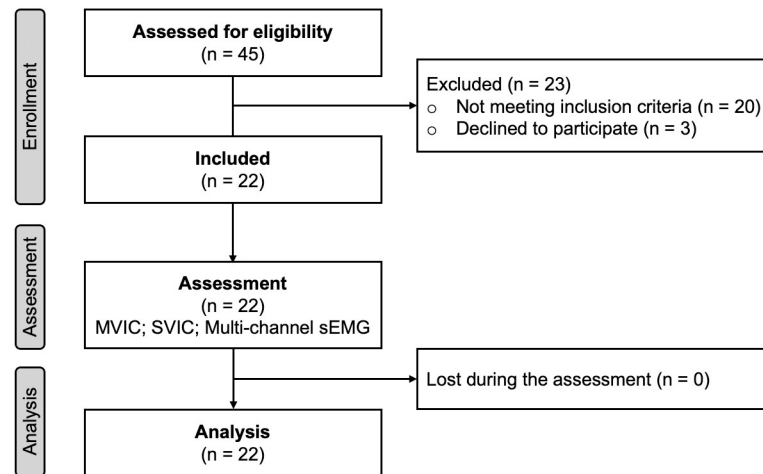 Enrollment
Assessed for eligibility
(n = 45)
Excluded (n = 23)
o Not meeting inclusion criteria (n = 20)
o Declined to participate (n = 3)
Included
(n = 22)
Assessment
Assessment
(n = 22)
MVIC; SVIC; Multi-channel sEMG
Lost during the assessment (n = 0)
Analysis
Analysis
(n = 22)